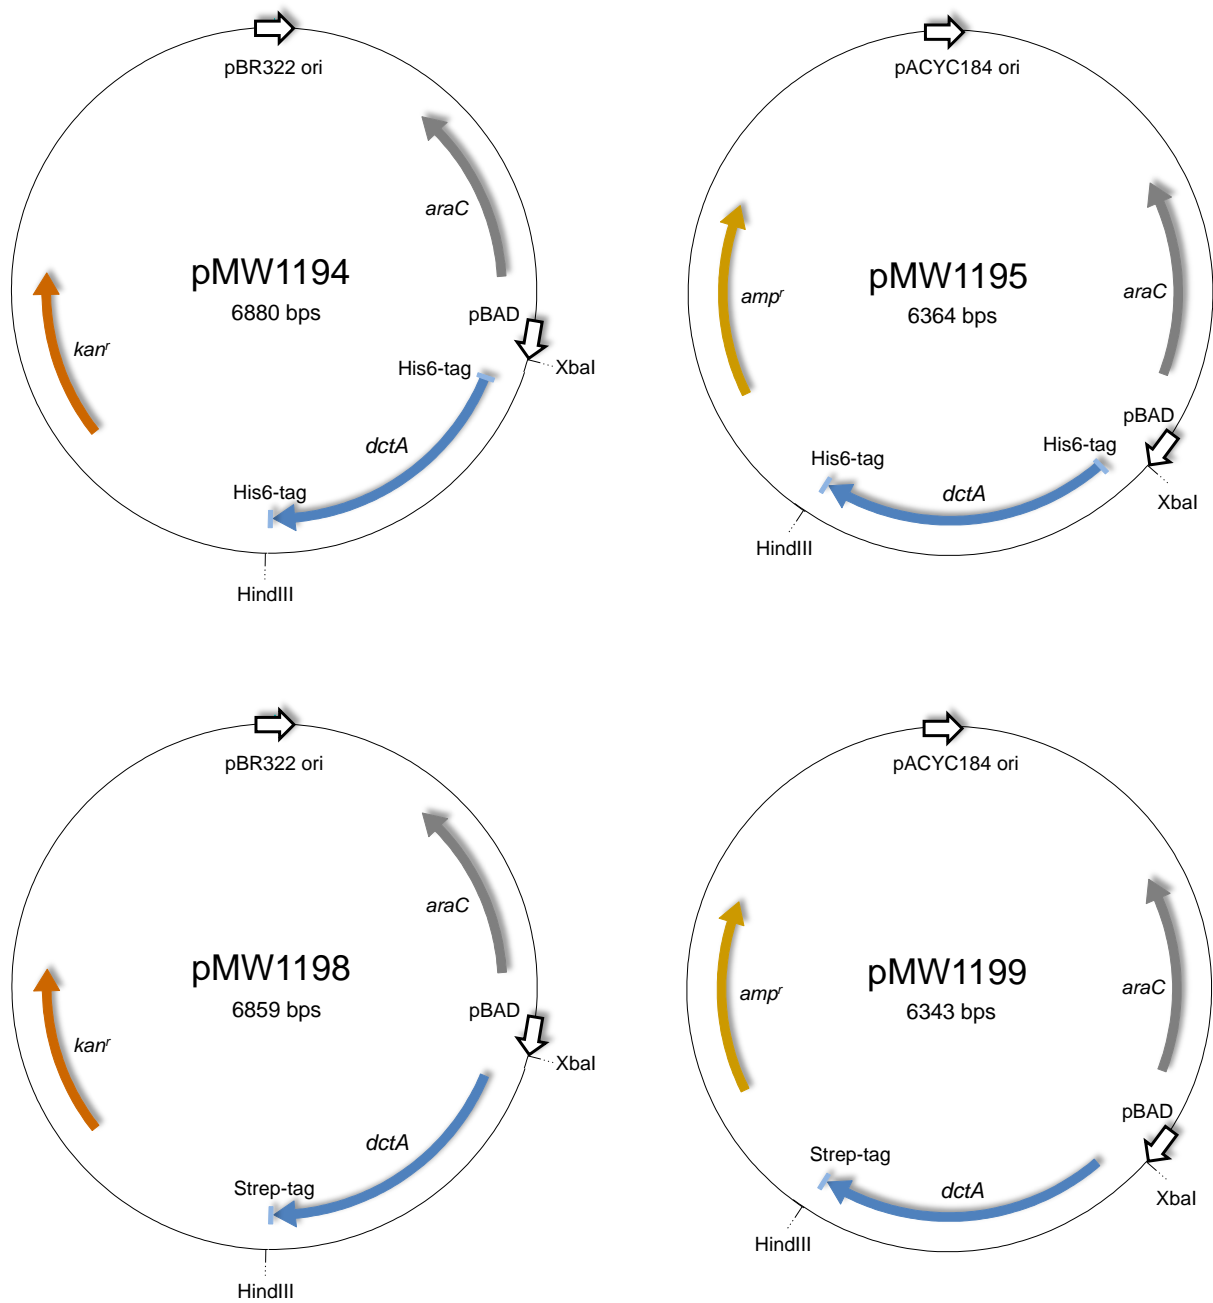 pBR322 ori
araC
pMW1194
6880 bps
pBAD
XbaI
kanʳ
His6-tag
dctA
His6-tag
HindIII
pACYC184 ori
ampʳ
araC
pMW1195
6364 bps
pBAD
His6-tag
His6-tag
dctA
XbaI
HindIII
pBR322 ori
araC
pMW1198
6859 bps
pBAD
XbaI
kanʳ
dctA
Strep-tag
HindIII
pACYC184 ori
ampʳ
araC
pMW1199
6343 bps
pBAD
Strep-tag
dctA
XbaI
HindIII